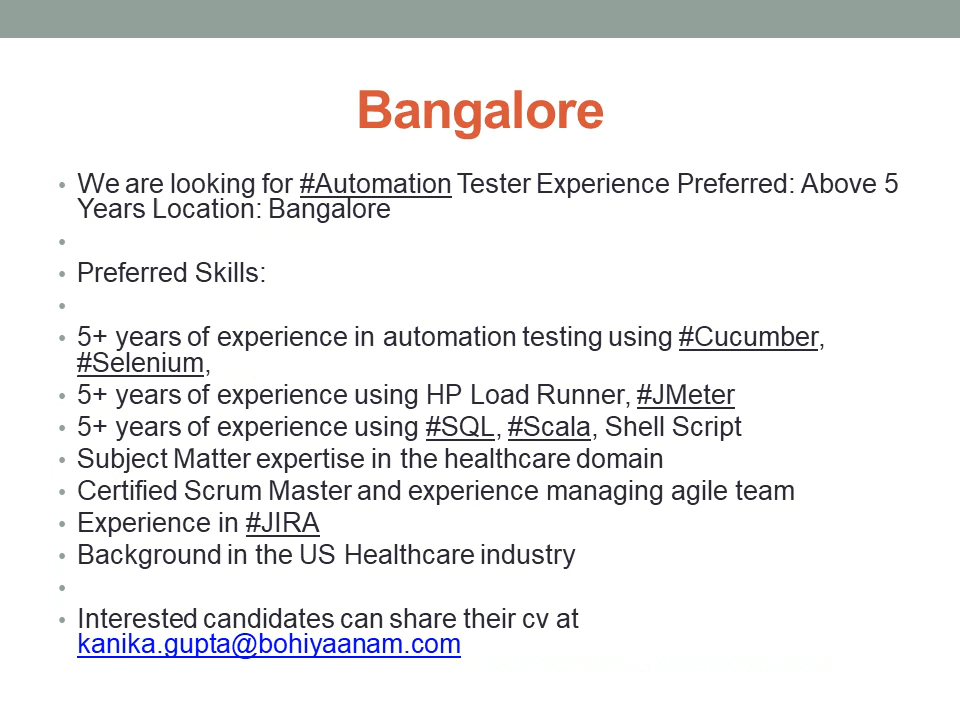 Bangalore
We are looking for #Automation Tester Experience Preferred: Above 5
Years Location: Bangalore
Preferred Skills:
5+ years of experience in automation testing using #Cucumber,
#Selenium,
5+ years of experience using HP Load Runner, #JMeter
5+ years of experience using #SQL, #Scala, Shell Script
Subject Matter expertise in the healthcare domain
Certified Scrum Master and experience managing agile team
Experience in #JIRA
Background in the US Healthcare industry
Interested candidates can share their cv at
kanika.gupta@bohiyaanam.com